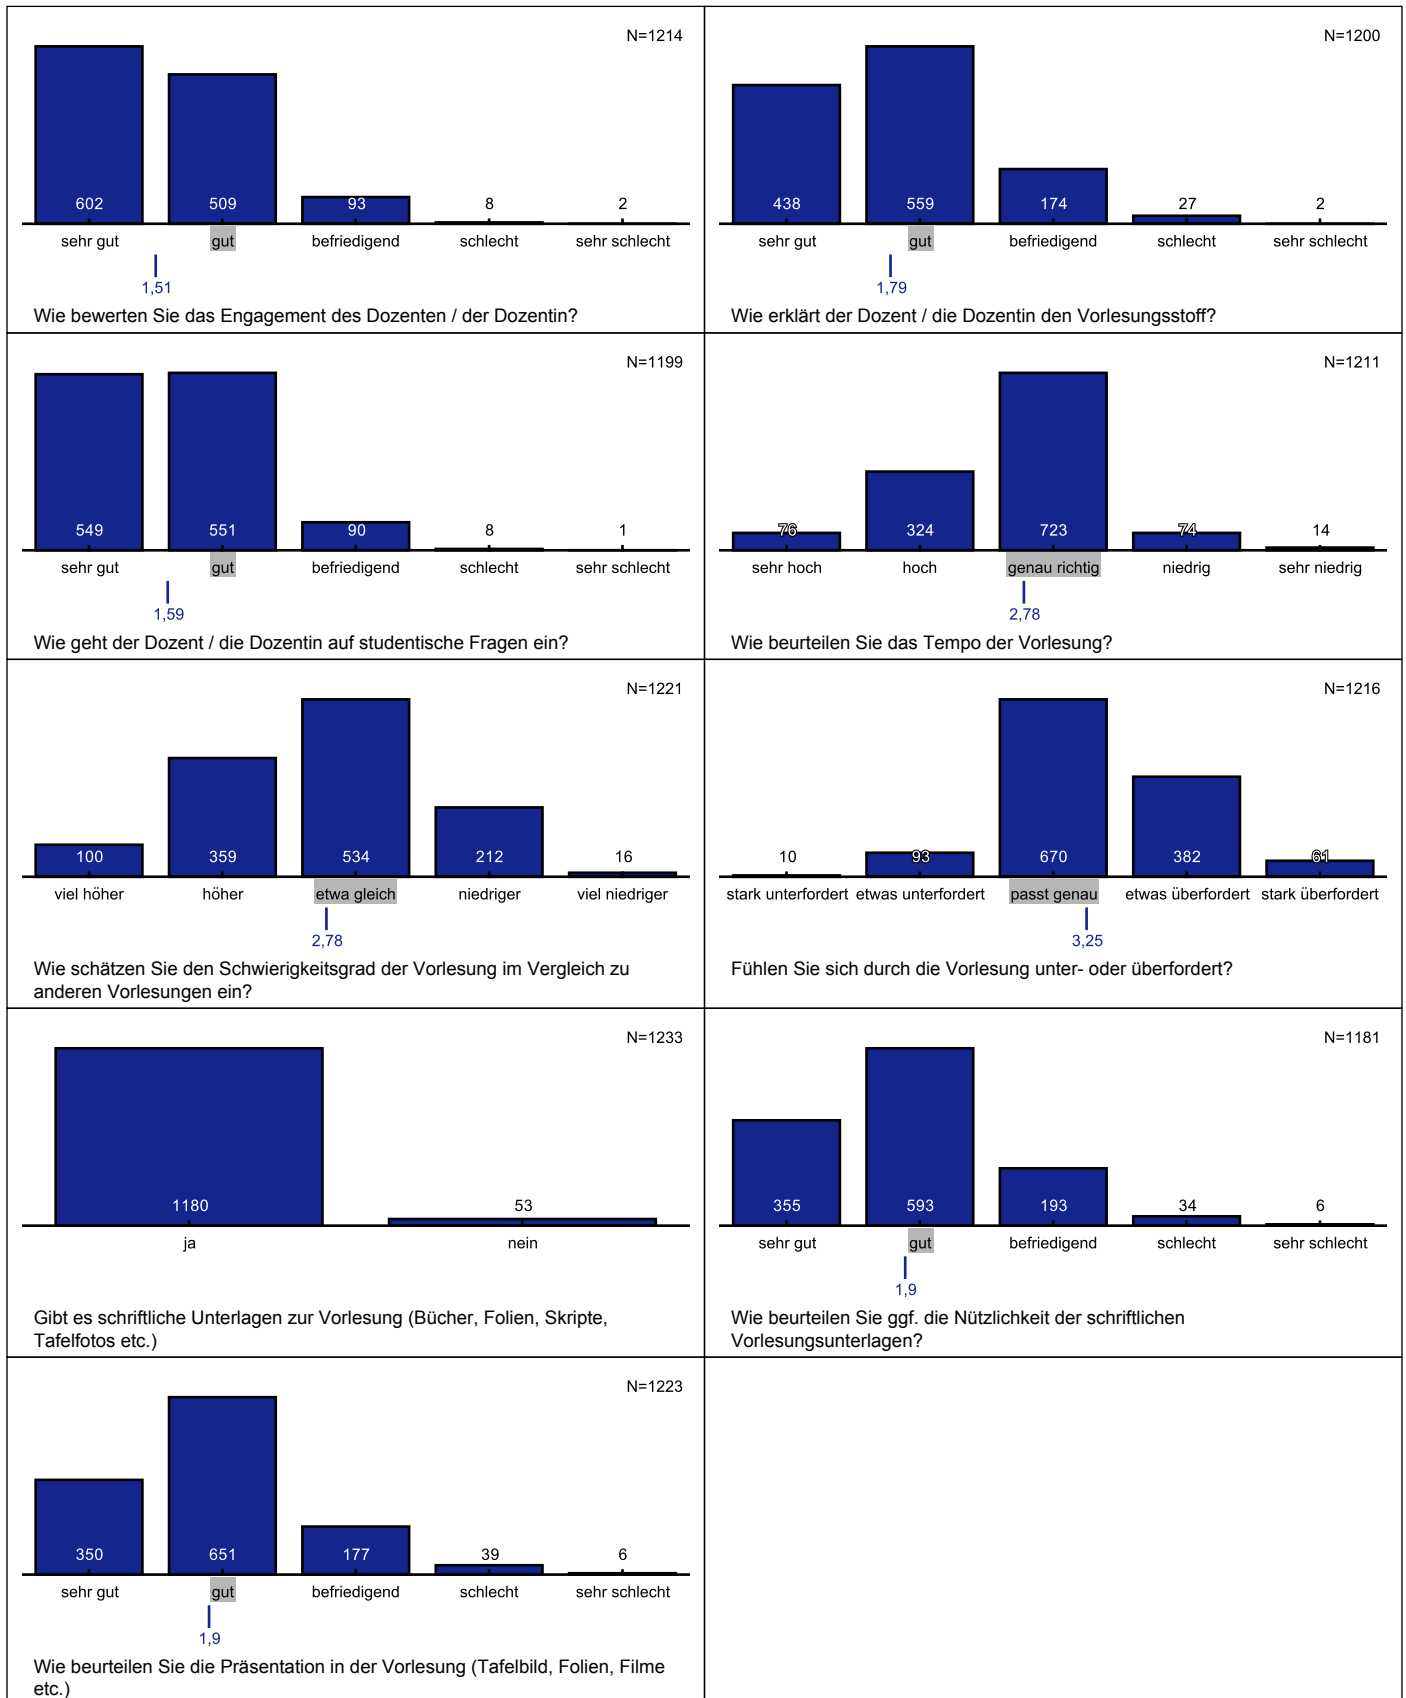 N=1214
602 509 93 8 2
sehr gut gut befriedigend schlecht sehr schlecht
1,51
Wie bewerten Sie das Engagement des Dozenten / der Dozentin?
N=1200
438 559 174 27 2
sehr gut gut befriedigend schlecht sehr schlecht
1,79
Wie erklärt der Dozent / die Dozentin den Vorlesungsstoff?
N=1199
549 551 90 8 1
sehr gut gut befriedigend schlecht sehr schlecht
1,59
Wie geht der Dozent / die Dozentin auf studentische Fragen ein?
N=1211
76 324 723 74 14
sehr hoch hoch genau richtig niedrig sehr niedrig
2,78
Wie beurteilen Sie das Tempo der Vorlesung?
N=1221
100 359 534 212 16
viel höher höher etwa gleich niedriger viel niedriger
2,78
Wie schätzen Sie den Schwierigkeitsgrad der Vorlesung im Vergleich zu
anderen Vorlesungen ein?
N=1216
10 93 670 382 61
stark unterfordert etwas unterfordert passt genau etwas überfordert stark überfordert
3,25
Fühlen Sie sich durch die Vorlesung unter- oder überfordert?
N=1233
1180 53
ja nein
Gibt es schriftliche Unterlagen zur Vorlesung (Bücher, Folien, Skripte,
Tafelfotos etc.)
N=1181
355 593 193 34 6
sehr gut gut befriedigend schlecht sehr schlecht
1,9
Wie beurteilen Sie ggf. die Nützlichkeit der schriftlichen
Vorlesungsunterlagen?
N=1223
350 651 177 39 6
sehr gut gut befriedigend schlecht sehr schlecht
1,9
Wie beurteilen Sie die Präsentation in der Vorlesung (Tafelbild, Folien, Filme
etc.)